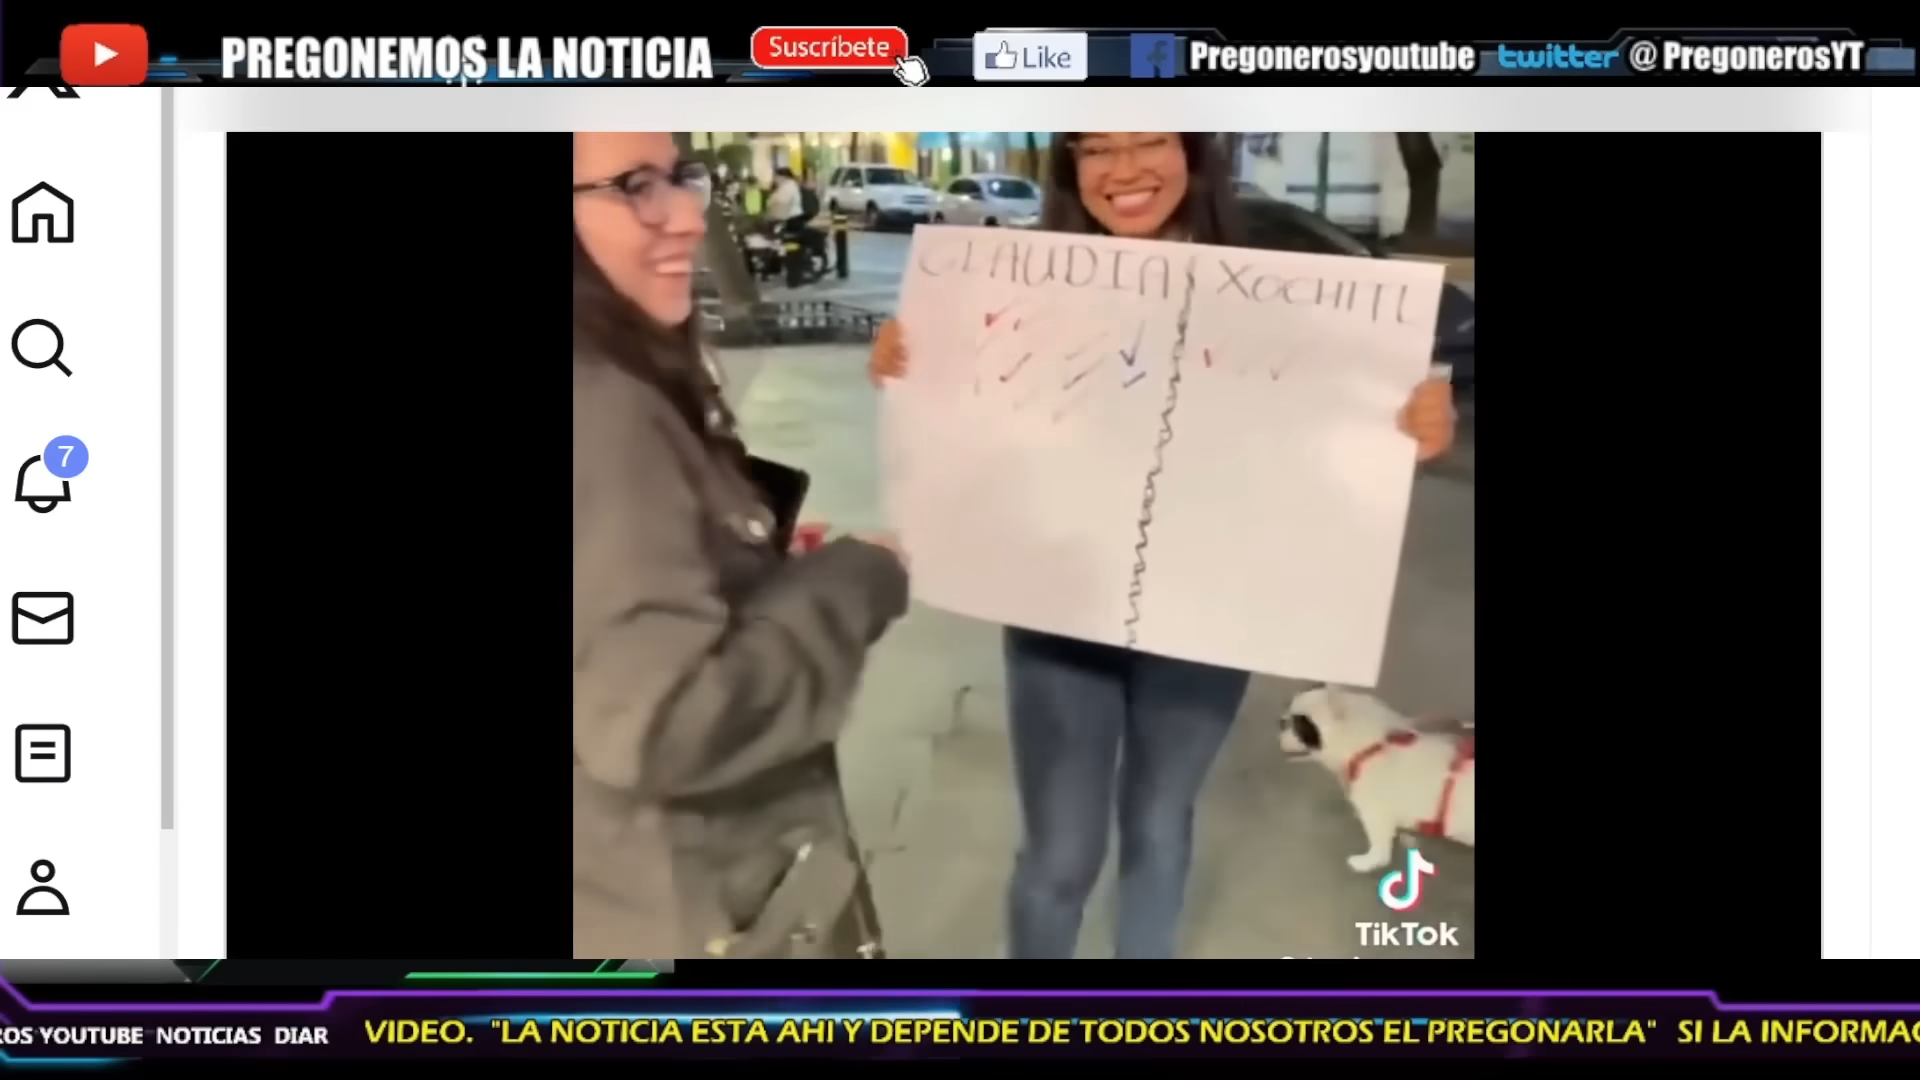 PREGONEMOS LA NOTICIA
Suscríbete
Like
Pregonerosyoutube
twitter @PregonerosYT
7
CLAUDIA XOCHITL
TikTok
OS YOUTUBE NOTICIAS DIAR
VIDEO. "LA NOTICIA ESTA AHI Y DEPENDE DE TODOS NOSOTROS EL PREGONARLA" SI LA INFORMAC